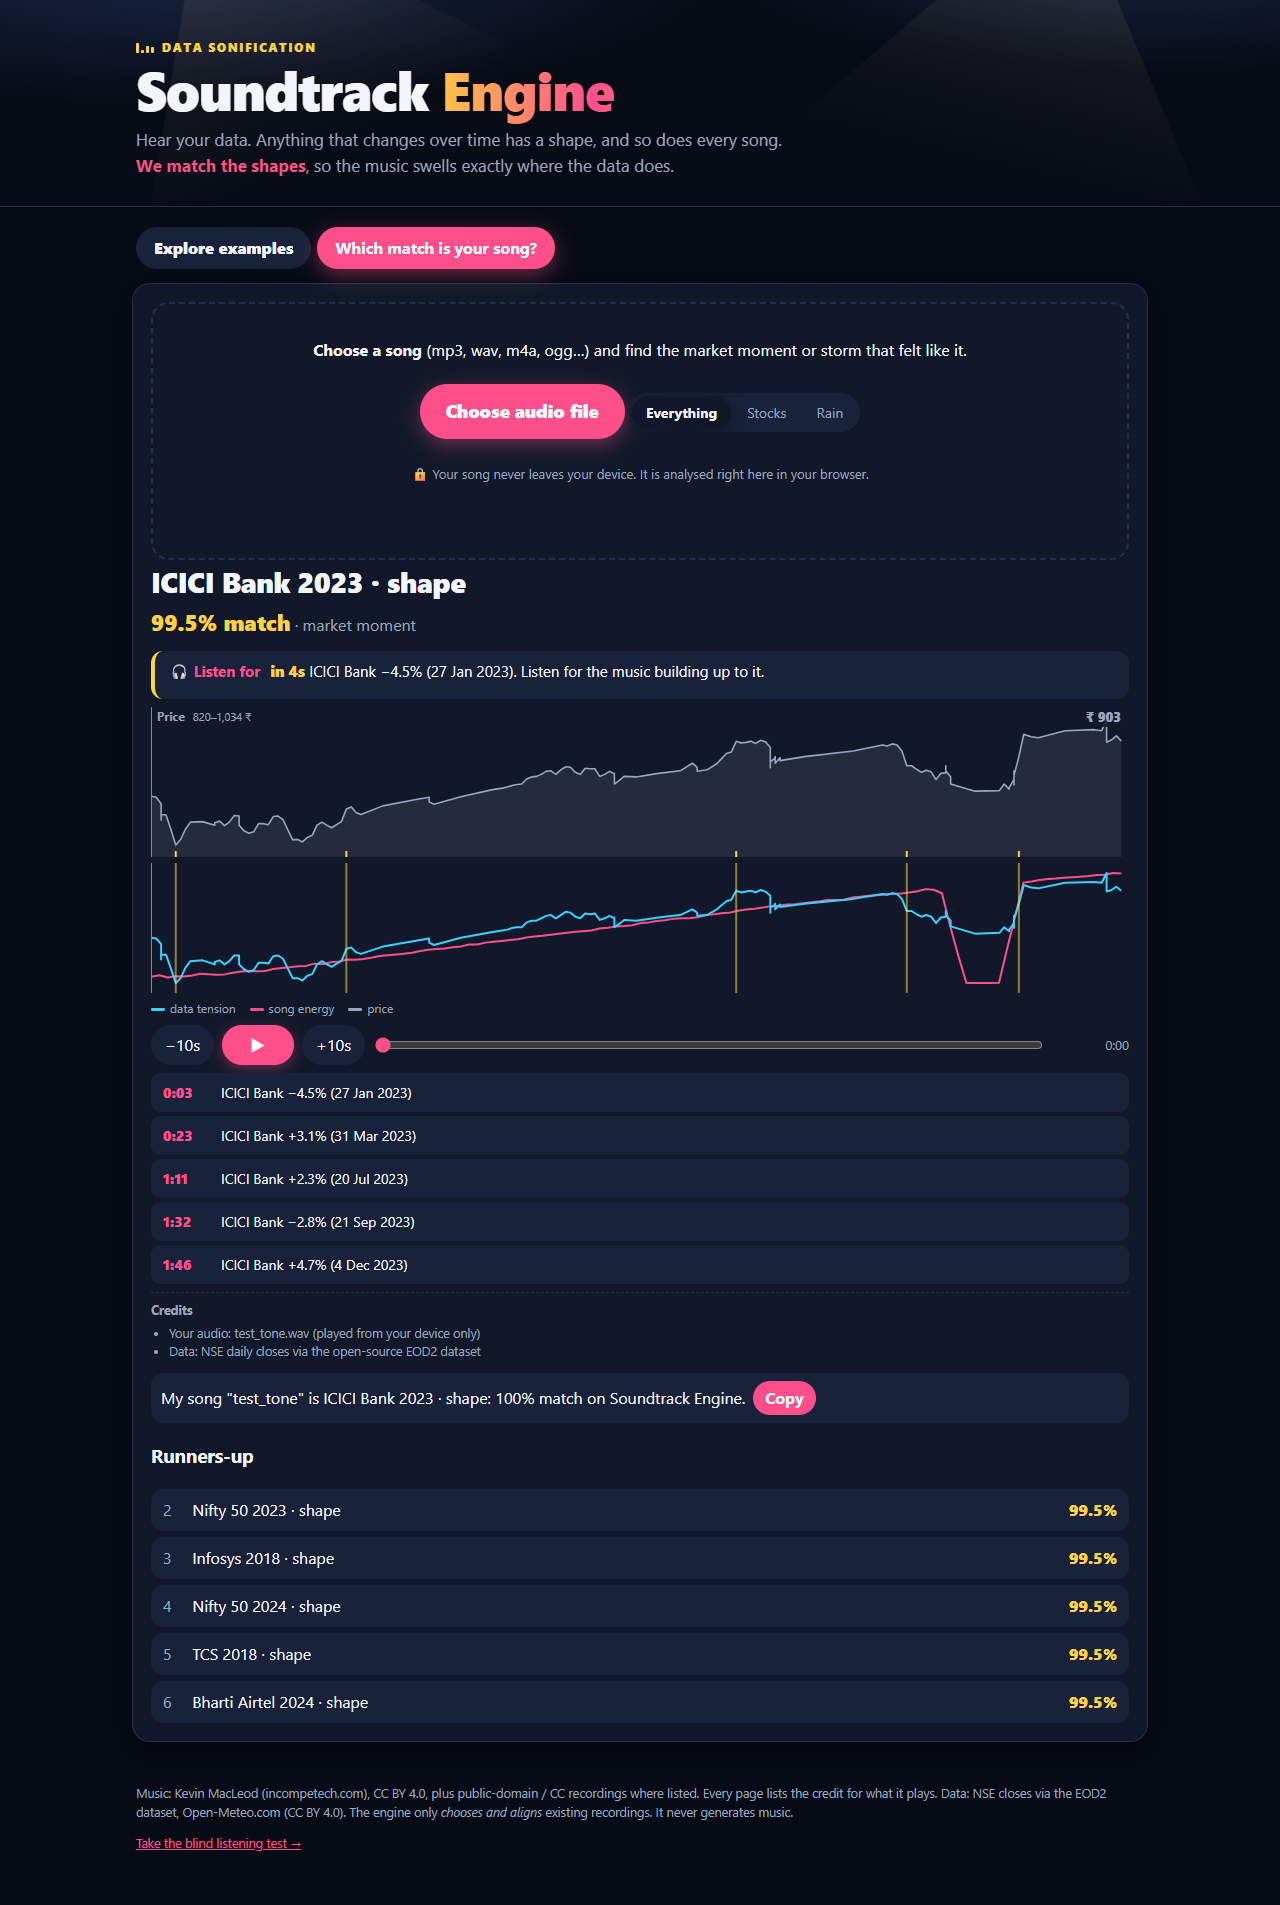 DATA SONIFICATION
Soundtrack Engine
Hear your data. Anything that changes over time has a shape, and so does every song.
We match the shapes, so the music swells exactly where the data does.
Explore examples
Which match is your song?
Choose a song (mp3, wav, m4a, ogg...) and find the market moment or storm that felt like it.
Choose audio file
Everything
Stocks
Rain
Your song never leaves your device. It is analysed right here in your browser.
ICICI Bank 2023 · shape
99.5% match · market moment
Listen for in 4s ICICI Bank −4.5% (27 Jan 2023). Listen for the music building up to it.
Price 820–1,034 ₹
₹ 903
data tension
song energy
price
−10s
+10s
0:00
0:03 ICICI Bank −4.5% (27 Jan 2023)
0:23 ICICI Bank +3.1% (31 Mar 2023)
1:11 ICICI Bank +2.3% (20 Jul 2023)
1:32 ICICI Bank −2.8% (21 Sep 2023)
1:46 ICICI Bank +4.7% (4 Dec 2023)
Credits
• Your audio: test_tone.wav (played from your device only)
• Data: NSE daily closes via the open-source EOD2 dataset
My song "test_tone" is ICICI Bank 2023 · shape: 100% match on Soundtrack Engine.
Copy
Runners-up
2 Nifty 50 2023 · shape 99.5%
3 Infosys 2018 · shape 99.5%
4 Nifty 50 2024 · shape 99.5%
5 TCS 2018 · shape 99.5%
6 Bharti Airtel 2024 · shape 99.5%
Music: Kevin MacLeod (incompetech.com), CC BY 4.0, plus public-domain / CC recordings where listed. Every page lists the credit for what it plays. Data: NSE closes via the EOD2
dataset, Open-Meteo.com (CC BY 4.0). The engine only chooses and aligns existing recordings. It never generates music.
Take the blind listening test →